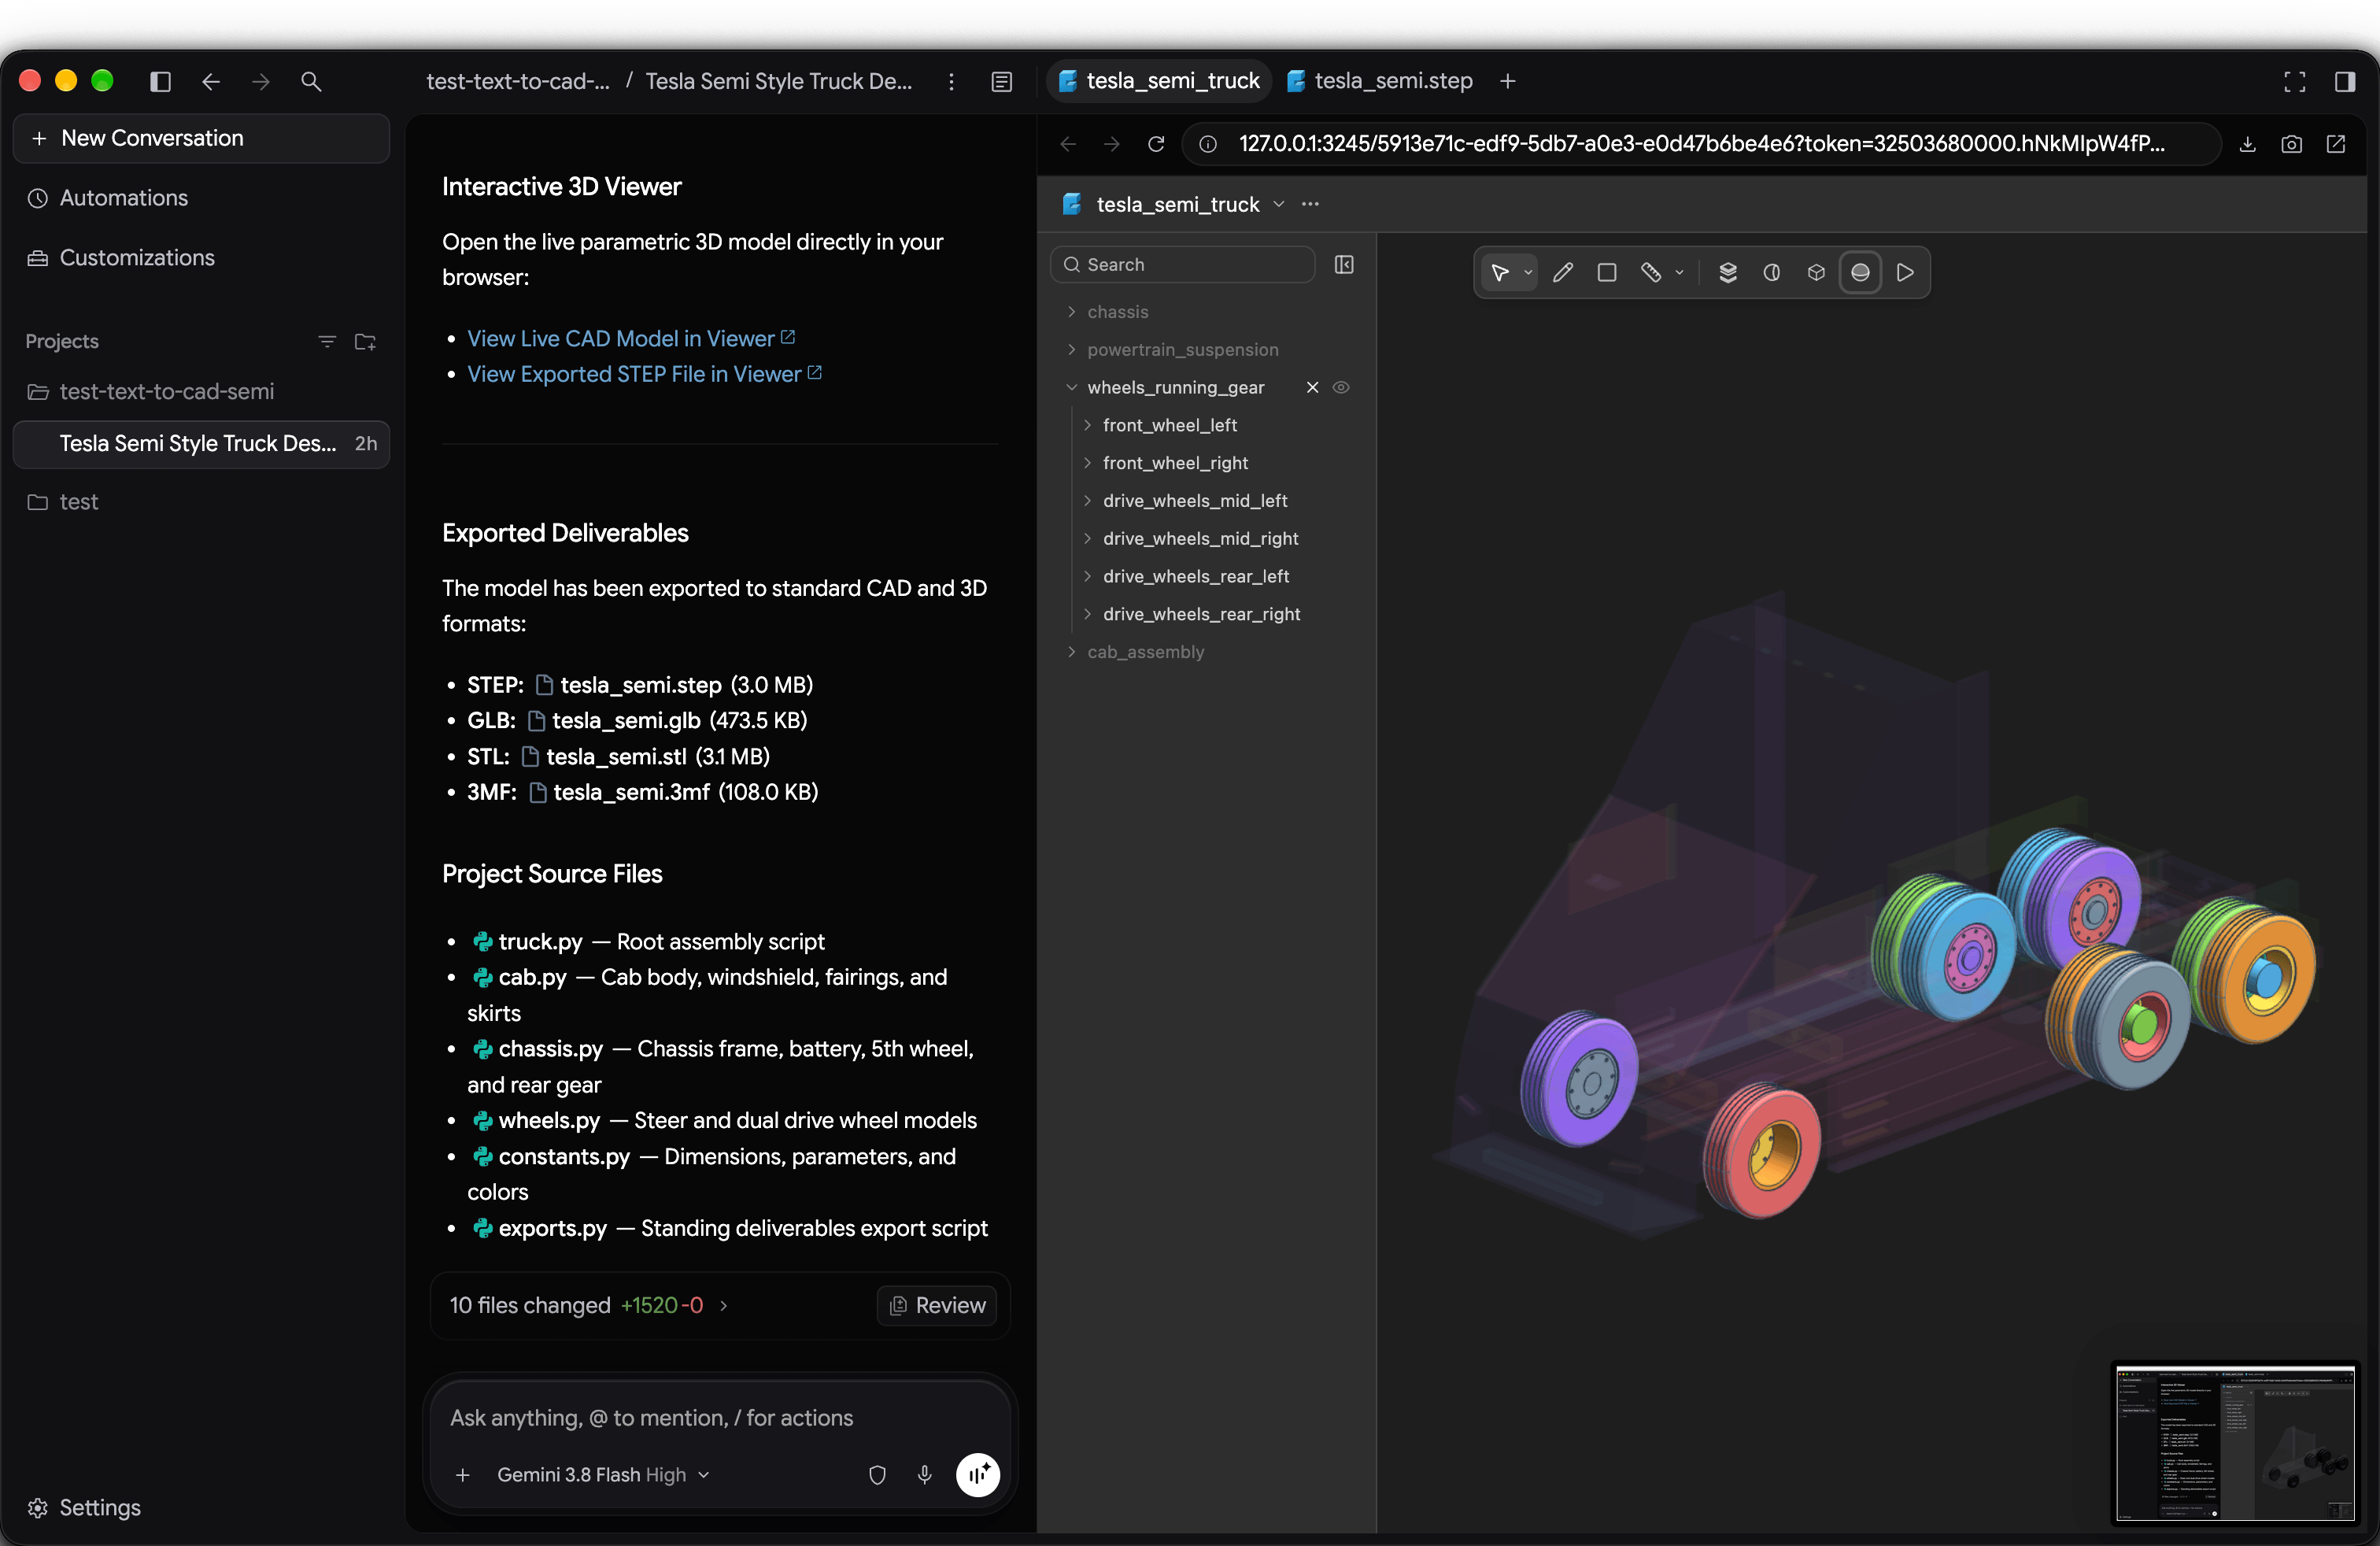 test-text-to-cad-... / Tesla Semi Style Truck De...
tesla_semi_truck
tesla_semi.step
New Conversation
Automations
Customizations
Projects
test-text-to-cad-semi
Tesla Semi Style Truck Des... 2h
test
Settings
Interactive 3D Viewer
Open the live parametric 3D model directly in your
browser:
• View Live CAD Model in Viewer
• View Exported STEP File in Viewer
Exported Deliverables
The model has been exported to standard CAD and 3D
formats:
• STEP: tesla_semi.step (3.0 MB)
• GLB: tesla_semi.glb (473.5 KB)
• STL: tesla_semi.stl (3.1 MB)
• 3MF: tesla_semi.3mf (108.0 KB)
Project Source Files
• truck.py — Root assembly script
• cab.py — Cab body, windshield, fairings, and
skirts
• chassis.py — Chassis frame, battery, 5th wheel,
and rear gear
• wheels.py — Steer and dual drive wheel models
• constants.py — Dimensions, parameters, and
colors
• exports.py — Standing deliverables export script
10 files changed +1520 -0
Review
Ask anything, @ to mention, / for actions
Gemini 3.8 Flash High
127.0.0.1:3245/5913e71c-edf9-5db7-a0e3-e0d47b6be4e6?token=32503680000.hNkMIpW4fP...
tesla_semi_truck
Search
chassis
powertrain_suspension
wheels_running_gear
front_wheel_left
front_wheel_right
drive_wheels_mid_left
drive_wheels_mid_right
drive_wheels_rear_left
drive_wheels_rear_right
cab_assembly